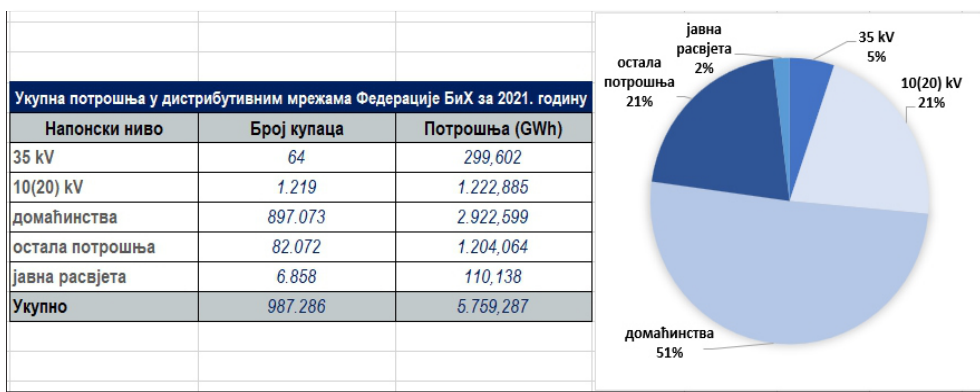 Укупна потрошња у дистрибутивним мрежама Федерације БиХ за 2021. годину
Напонски ниво Број купаца Потрошња (GWh)
35 kV 64 299,602
10(20) kV 1.219 1.222,885
домаћинства 897.073 2.922,599
остала потрошња 82.072 1.204,064
јавна расвјета 6.858 110,138
Укупно 987.286 5.759,287
јавна
расвјета
2%
35 kV
5%
остала
потрошња
21%
10(20) kV
21%
домаћинства
51%